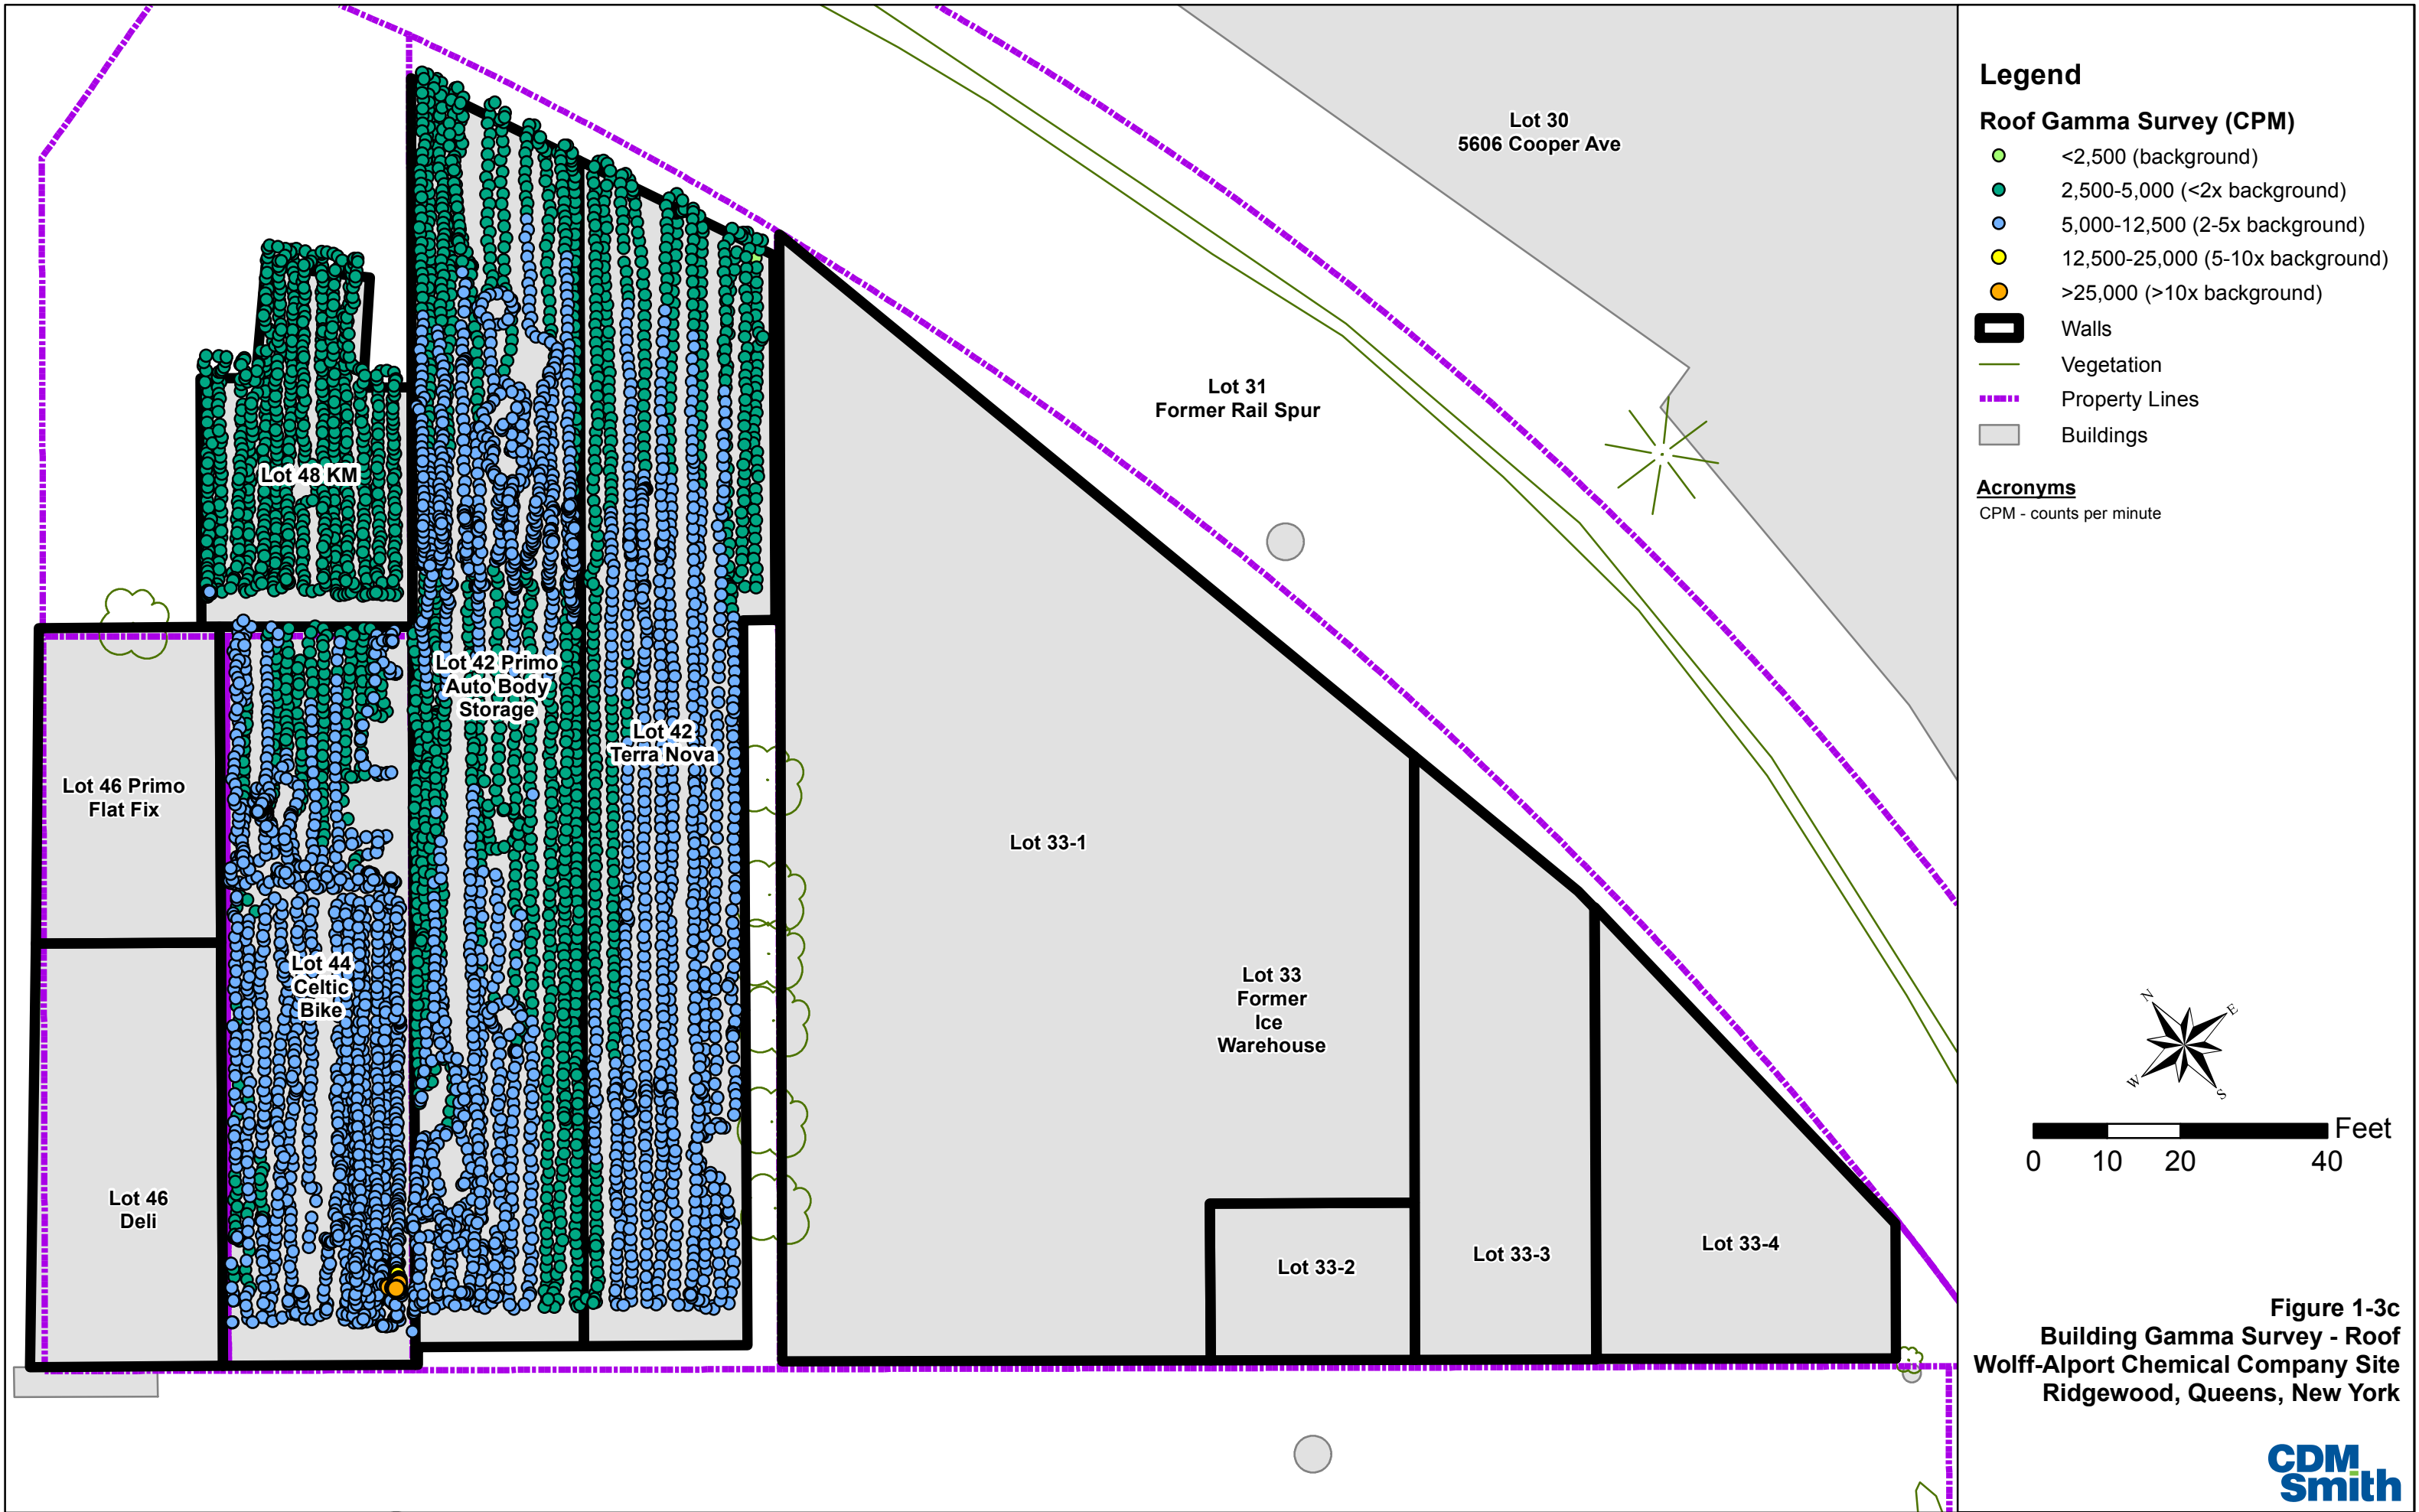 Lot 30
5606 Cooper Ave
Lot 31
Former Rail Spur
Lot 48 KM
Lot 42 Primo
Auto Body
Storage
Lot 42
Terra Nova
Lot 46 Primo
Flat Fix
Lot 33-1
Lot 44
Celtic
Bike
Lot 33
Former
Ice
Warehouse
Lot 46
Deli
Lot 33-2
Lot 33-3
Lot 33-4
Legend
Roof Gamma Survey (CPM)
<2,500 (background)
2,500-5,000 (<2x background)
5,000-12,500 (2-5x background)
12,500-25,000 (5-10x background)
>25,000 (>10x background)
Walls
Vegetation
Property Lines
Buildings
Acronyms
CPM - counts per minute
N
E
W
S
Feet
0 10 20 40
Figure 1-3c
Building Gamma Survey - Roof
Wolff-Alport Chemical Company Site
Ridgewood, Queens, New York
CDM
Smith